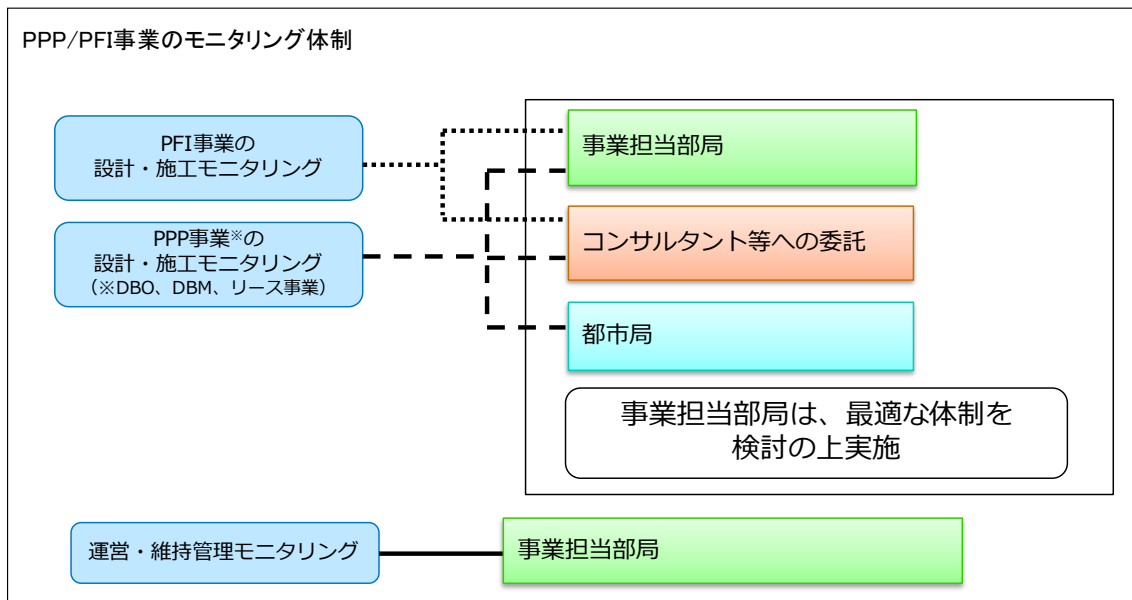 PPP/PFI事業のモニタリング体制
PFI事業の
設計・施工モニタリング
PPP事業※の
設計・施工モニタリング
（※DBO、DBM、リース事業）
事業担当部局
コンサルタント等への委託
都市局
事業担当部局は、最適な体制を
検討の上実施
運営・維持管理モニタリング
事業担当部局